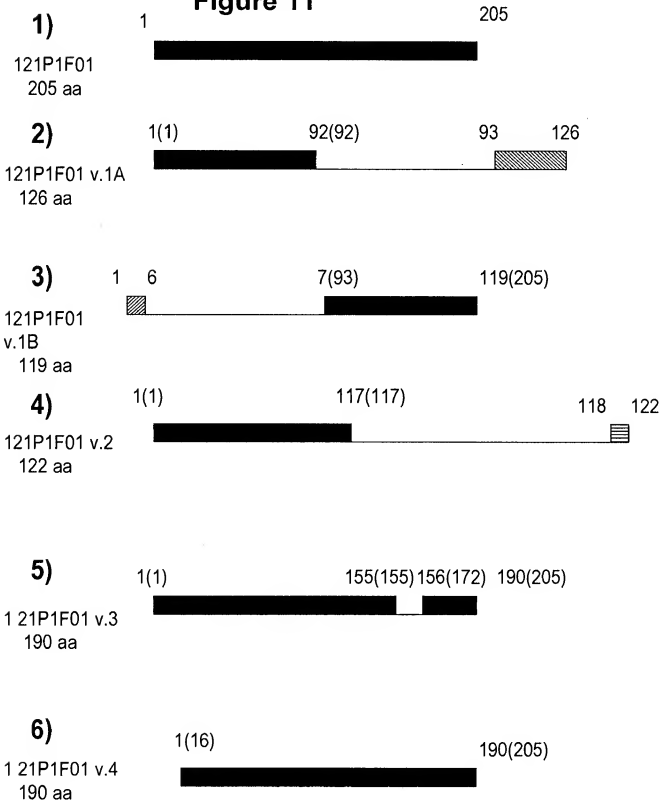 Figure 11
1)
1 205
121P1F01
205 aa
2)
1(1) 92(92) 93 126
121P1F01 v.1A
126 aa
3)
1 6 7(93) 119(205)
121P1F01
v.1B
119 aa
4)
1(1) 117(117) 118 122
121P1F01 v.2
122 aa
5)
1(1) 155(155) 156(172) 190(205)
1 21P1F01 v.3
190 aa
6)
1(16) 190(205)
1 21P1F01 v.4
190 aa